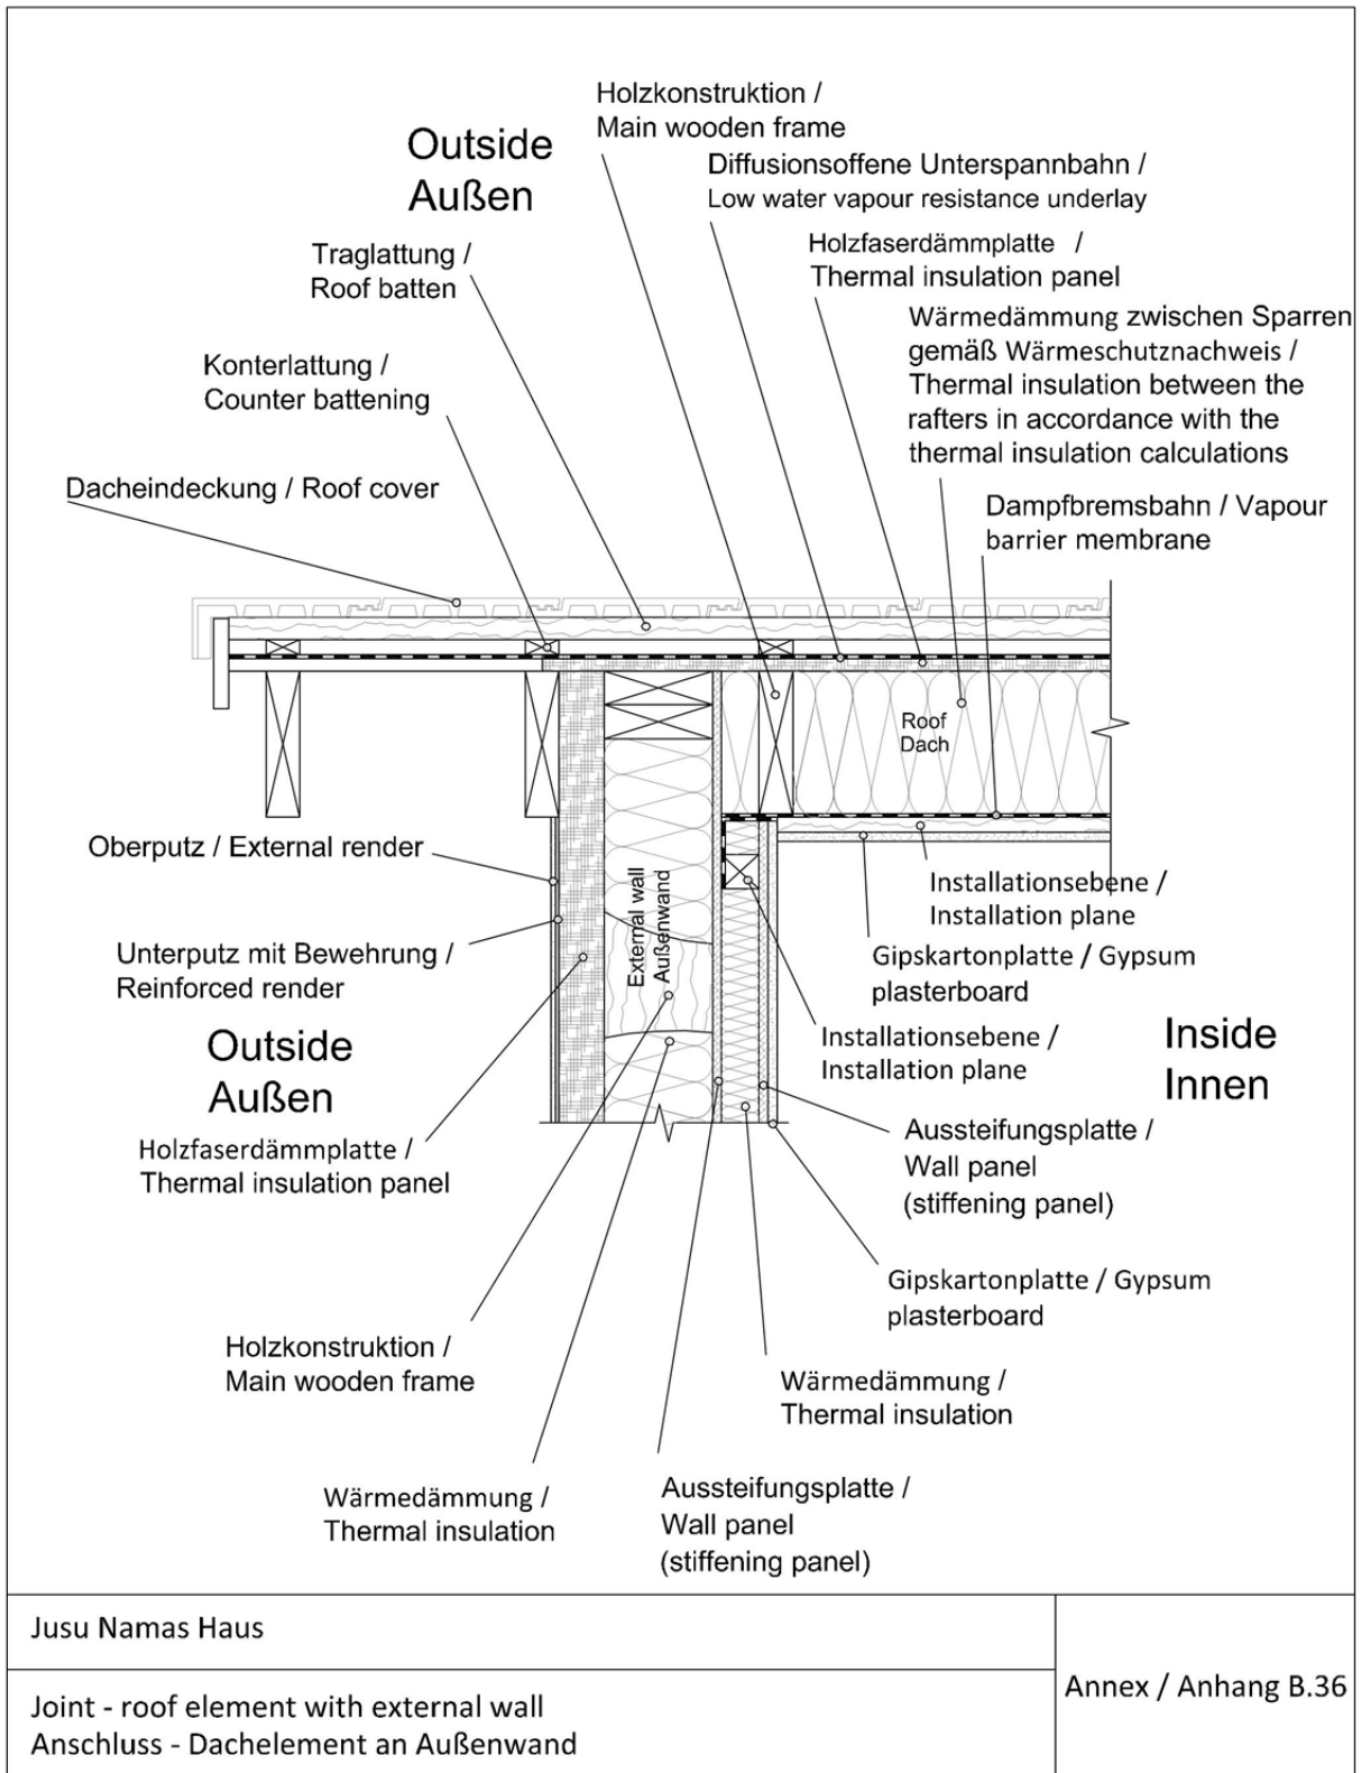 Holzkonstruktion /
Main wooden frame
Outside
Außen
Diffusionsoffene Unterspannbahn /
Low water vapour resistance underlay
Traglattung /
Roof batten
Holzfaserdämmplatte /
Thermal insulation panel
Wärmedämmung zwischen Sparren
gemäß Wärmeschutznachweis /
Thermal insulation between the
rafters in accordance with the
thermal insulation calculations
Konterlattung /
Counter battening
Dacheindeckung / Roof cover
Dampfbremsbahn / Vapour
barrier membrane
Roof
Dach
Oberputz / External render
External wall
Außenwand
Installationsebene /
Installation plane
Unterputz mit Bewehrung /
Reinforced render
Gipskartonplatte / Gypsum
plasterboard
Outside
Außen
Installationsebene /
Installation plane
Inside
Innen
Holzfaserdämmplatte /
Thermal insulation panel
Aussteifungsplatte /
Wall panel
(stiffening panel)
Gipskartonplatte / Gypsum
plasterboard
Holzkonstruktion /
Main wooden frame
Wärmedämmung /
Thermal insulation
Wärmedämmung /
Thermal insulation
Aussteifungsplatte /
Wall panel
(stiffening panel)
Jusu Namas Haus
Joint - roof element with external wall
Anschluss - Dachelement an Außenwand
Annex / Anhang B.36